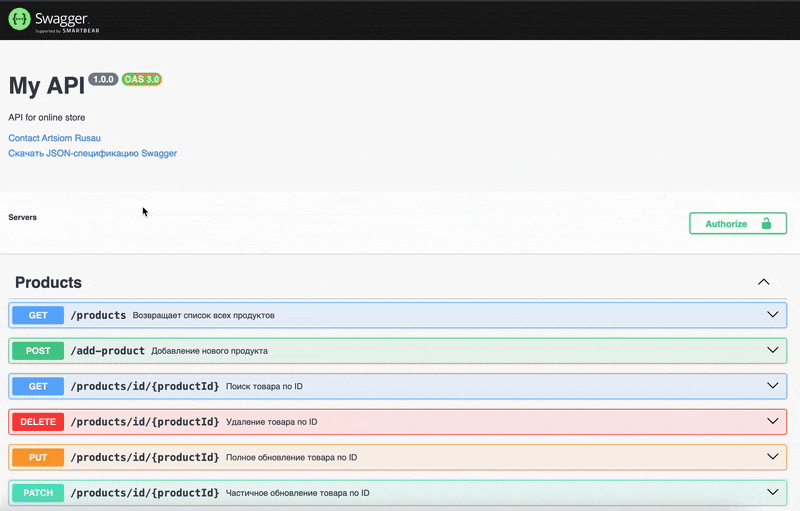 Swagger.
Supported by SMARTBEAR
My API 1.0.0 OAS 3.0
API for online store
Contact Artsiom Rusau
Скачать JSON-спецификацию Swagger
Servers
Authorize
Products
GET /products Возвращает список всех продуктов
POST /add-product Добавление нового продукта
GET /products/id/{productId} Поиск товара по ID
DELETE /products/id/{productId} Удаление товара по ID
PUT /products/id/{productId} Полное обновление товара по ID
PATCH /products/id/{productId} Частичное обновление товара по ID